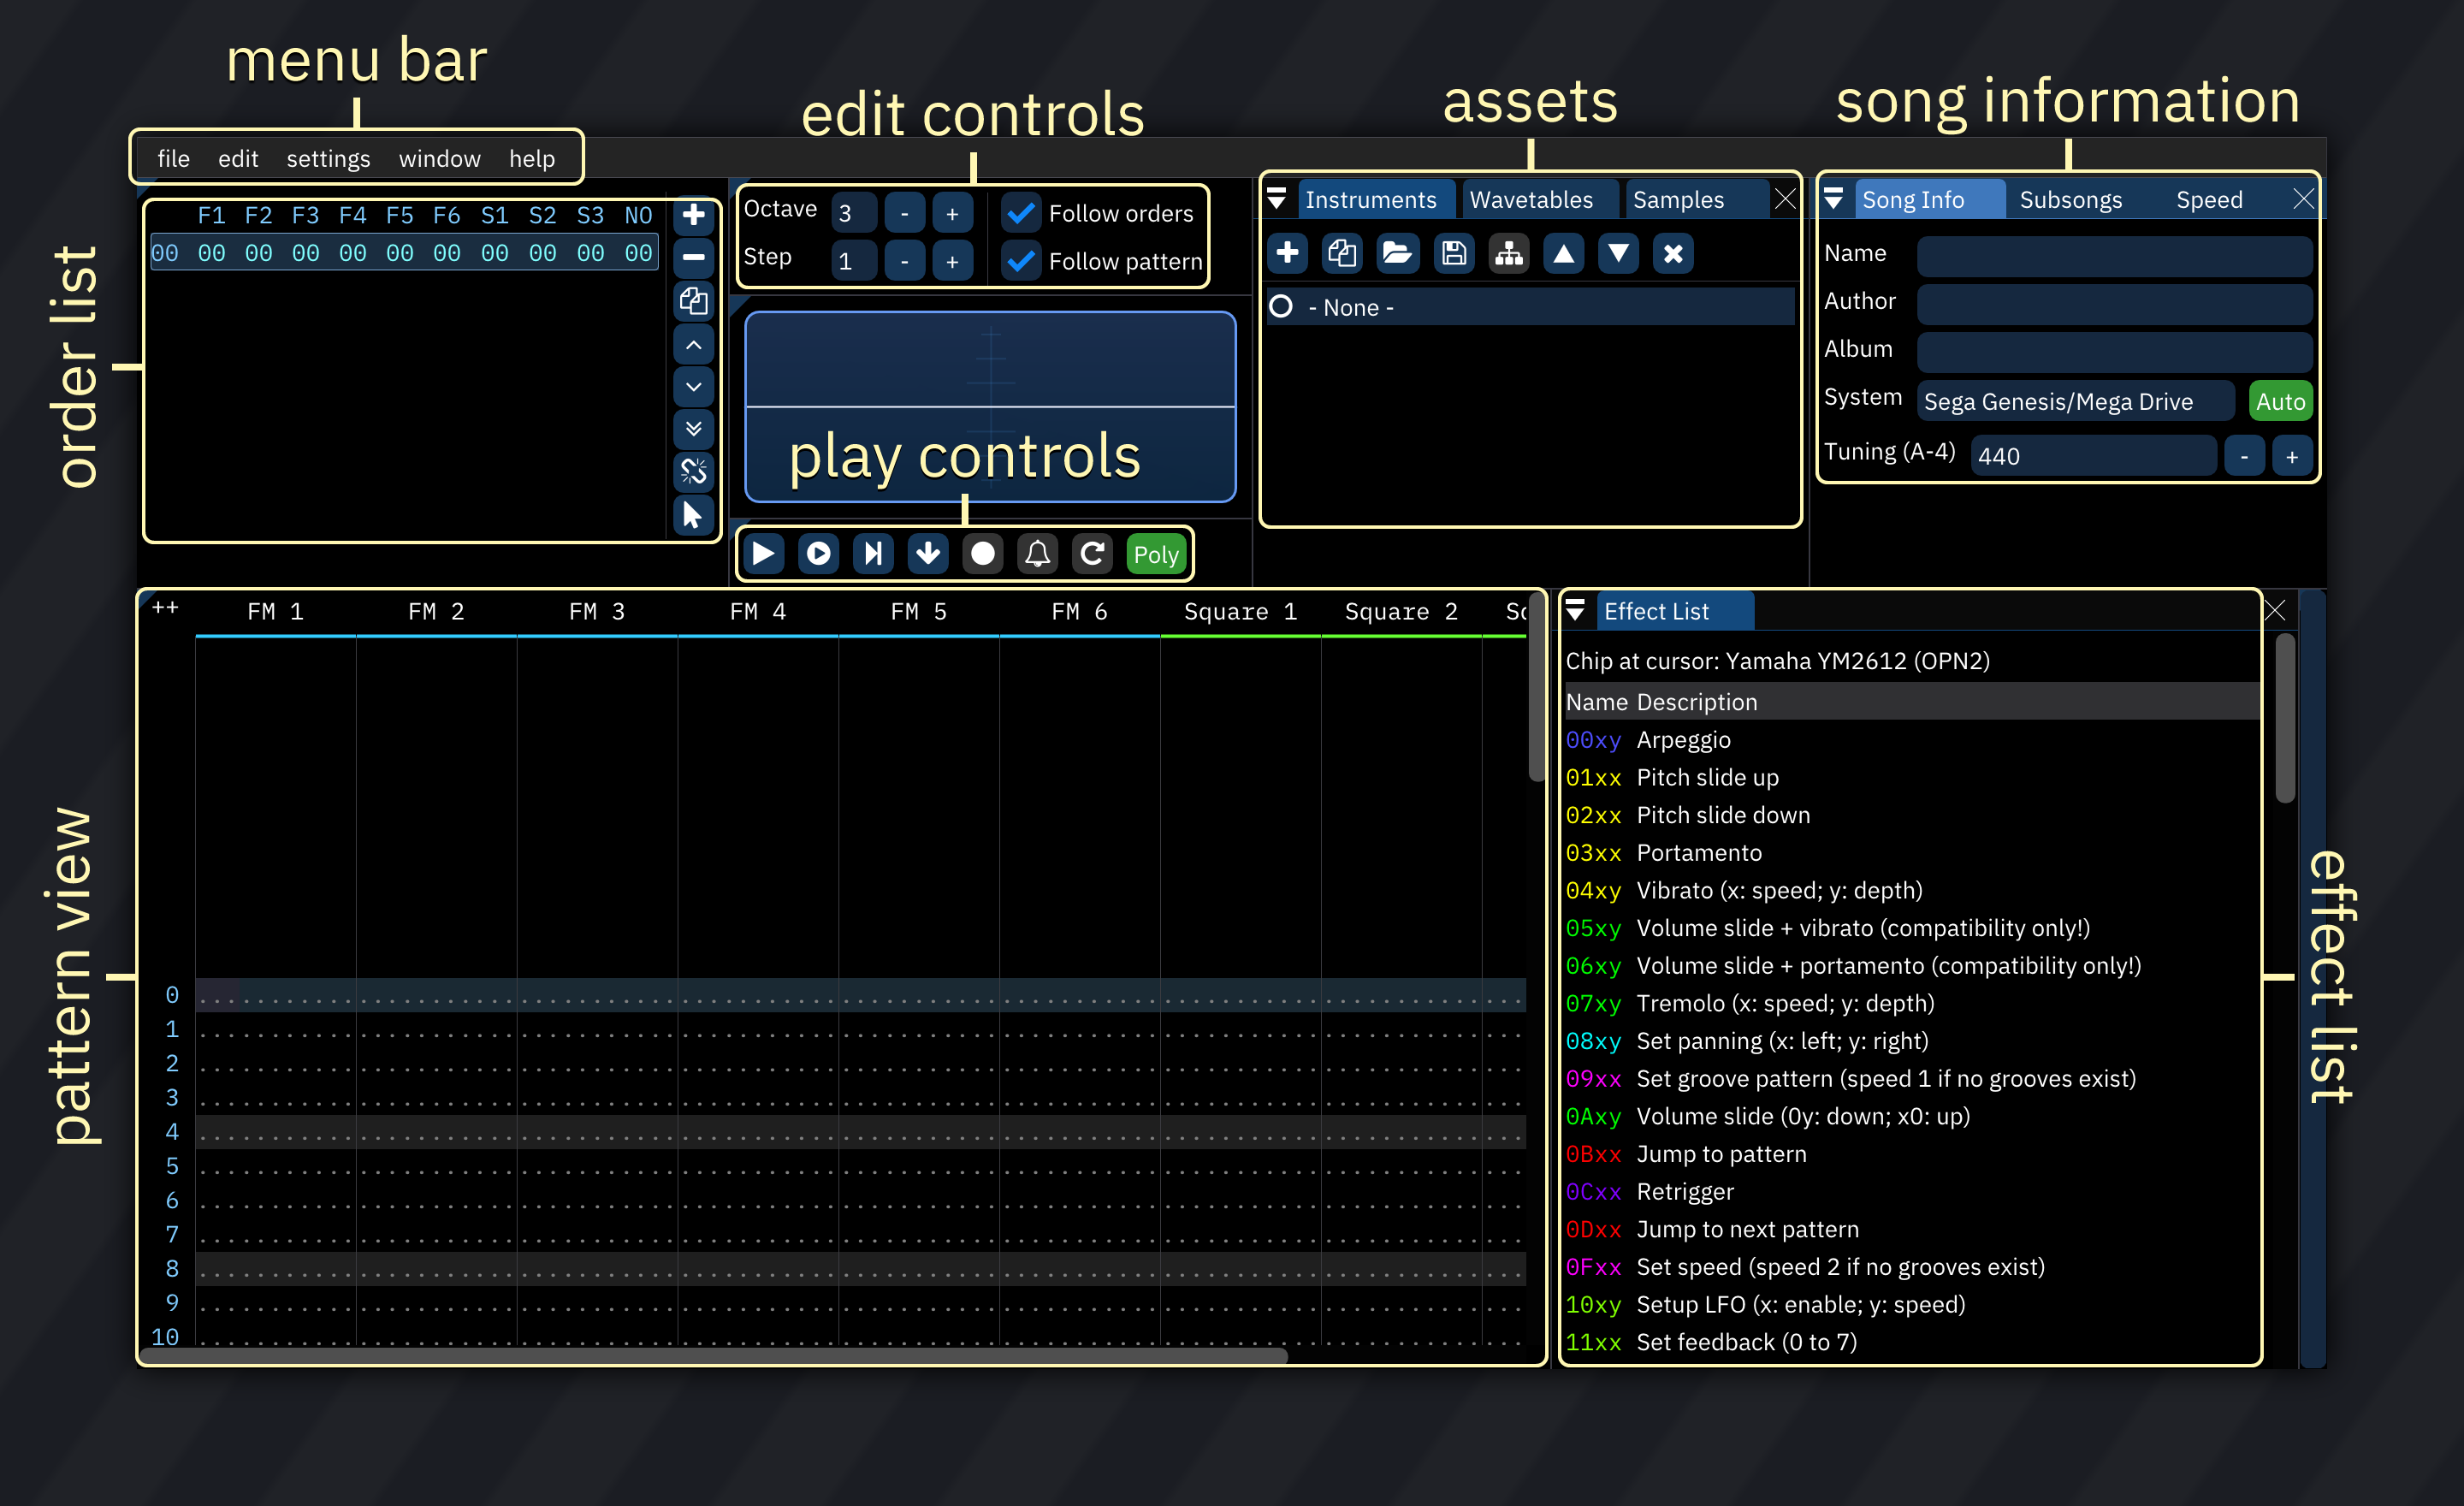 menu bar
edit controls
assets
song information
file edit settings window help
order list
F1 F2 F3 F4 F5 F6 S1 S2 S3 NO
00 00 00 00 00 00 00 00 00 00 00
Octave 3 - + Follow orders
Step 1 - + Follow pattern
play controls
Poly
Instruments Wavetables Samples
- None -
Song Info Subsongs Speed
Name
Author
Album
System Sega Genesis/Mega Drive Auto
Tuning (A-4) 440 - +
pattern view
++ FM 1 FM 2 FM 3 FM 4 FM 5 FM 6 Square 1 Square 2
0
1
2
3
4
5
6
7
8
9
10
effect list
Effect List
Chip at cursor: Yamaha YM2612 (OPN2)
Name Description
00xy Arpeggio
01xx Pitch slide up
02xx Pitch slide down
03xx Portamento
04xy Vibrato (x: speed; y: depth)
05xy Volume slide + vibrato (compatibility only!)
06xy Volume slide + portamento (compatibility only!)
07xy Tremolo (x: speed; y: depth)
08xy Set panning (x: left; y: right)
09xx Set groove pattern (speed 1 if no grooves exist)
0Axy Volume slide (0y: down; x0: up)
0Bxx Jump to pattern
0Cxx Retrigger
0Dxx Jump to next pattern
0Fxx Set speed (speed 2 if no grooves exist)
10xy Setup LFO (x: enable; y: speed)
11xx Set feedback (0 to 7)